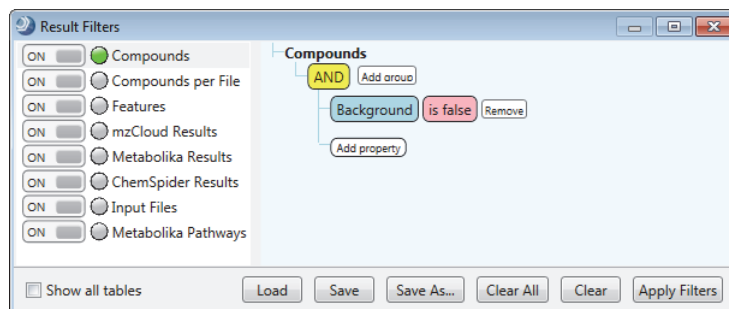 Result Filters
ON Compounds
ON Compounds per File
ON Features
ON mzCloud Results
ON Metabolika Results
ON ChemSpider Results
ON Input Files
ON Metabolika Pathways
Compounds
AND Add group
Background is false Remove
Add property
Show all tables Load Save Save As... Clear All Clear Apply Filters